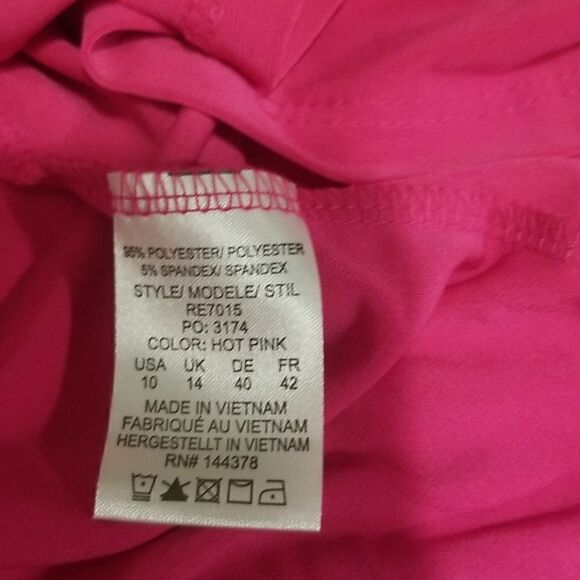 95% POLYESTER/ POLYESTER
5% SPANDEX/ SPANDEX
STYLE/ MODELE/ STIL
RE7015
PO: 3174
COLOR: HOT PINK
USA UK DE FR
10 14 40 42
MADE IN VIETNAM
FABRIQUÉ AU VIETNAM
HERGESTELLT IN VIETNAM
RN# 144378